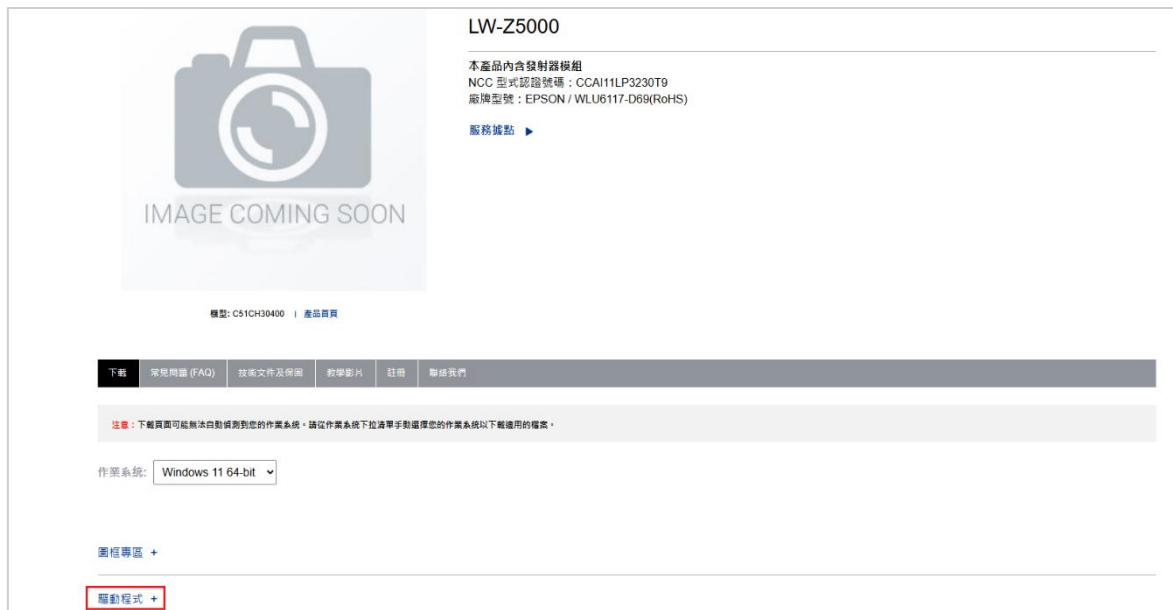 LW-Z5000
本產品內含發射器模組
NCC 型式認證號碼：CCAI11LP3230T9
廠牌型號：EPSON / WLU6117-D69(RoHS)
服務據點 ▶
IMAGE COMING SOON
機型: C51CH30400 | 產品首頁
下載 常見問題 (FAQ) 技術文件及保固 教學影片 註冊 聯絡我們
注意：下載頁面可能無法自動偵測到您的作業系統。請從作業系統下拉清單手動選擇您的作業系統以下載適用的檔案。
作業系統: Windows 11 64-bit
圖框專區 +
驅動程式 +